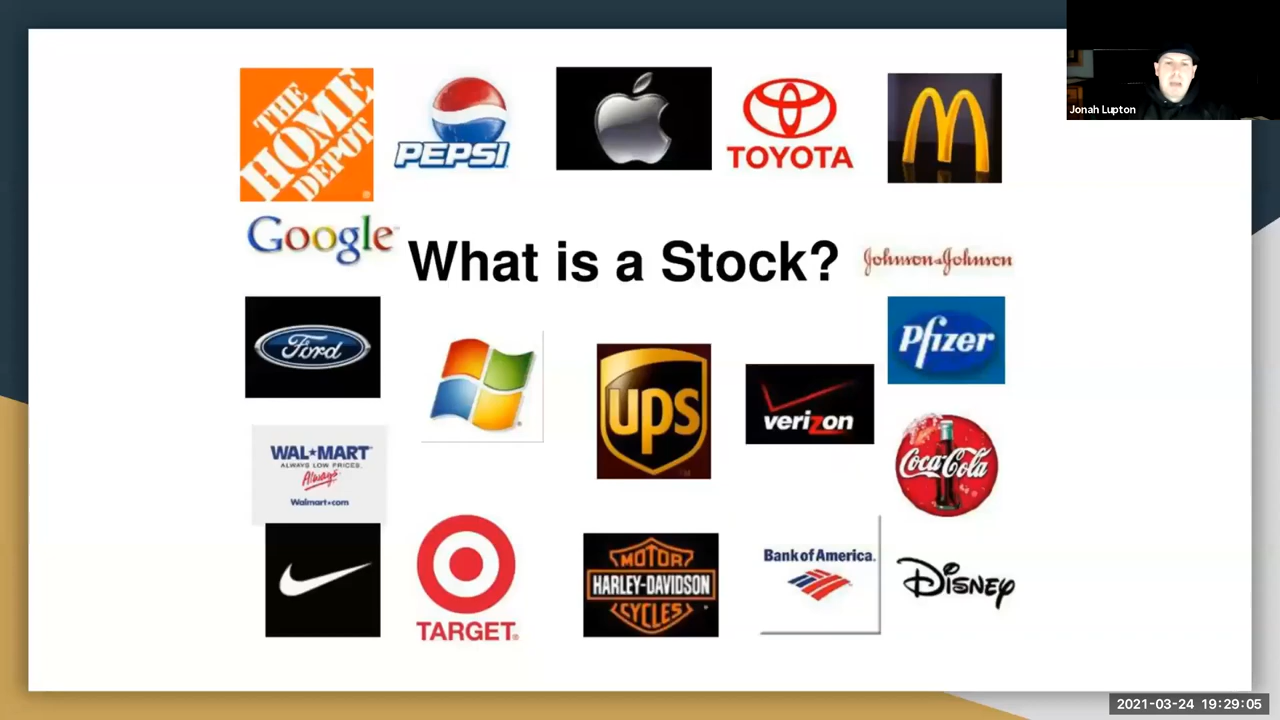 THE
HOME
DEPOT
PEPSI
TOYOTA
Jonah Lupton
Google
What is a Stock?
Johnson&Johnson
Ford
Pfizer
ups
verizon
WAL★MART
ALWAYS LOW PRICES.
Always
Walmart.com
Coca-Cola
TARGET
MOTOR
HARLEY-DAVIDSON
CYCLES
Bank of America.
DISNEY
2021-03-24 19:29:05